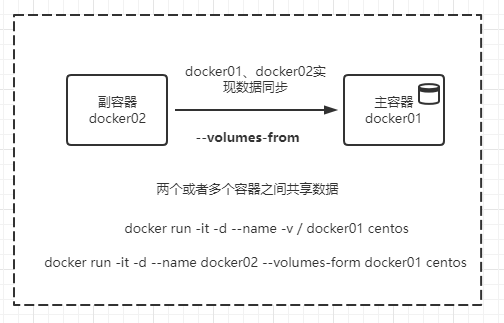 docker01、docker02实
现数据同步
副容器
docker02
主容器
docker01
--volumes-from
两个或者多个容器之间共享数据
docker run -it -d --name -v / docker01 centos
docker run -it -d --name docker02 --volumes-form docker01 centos